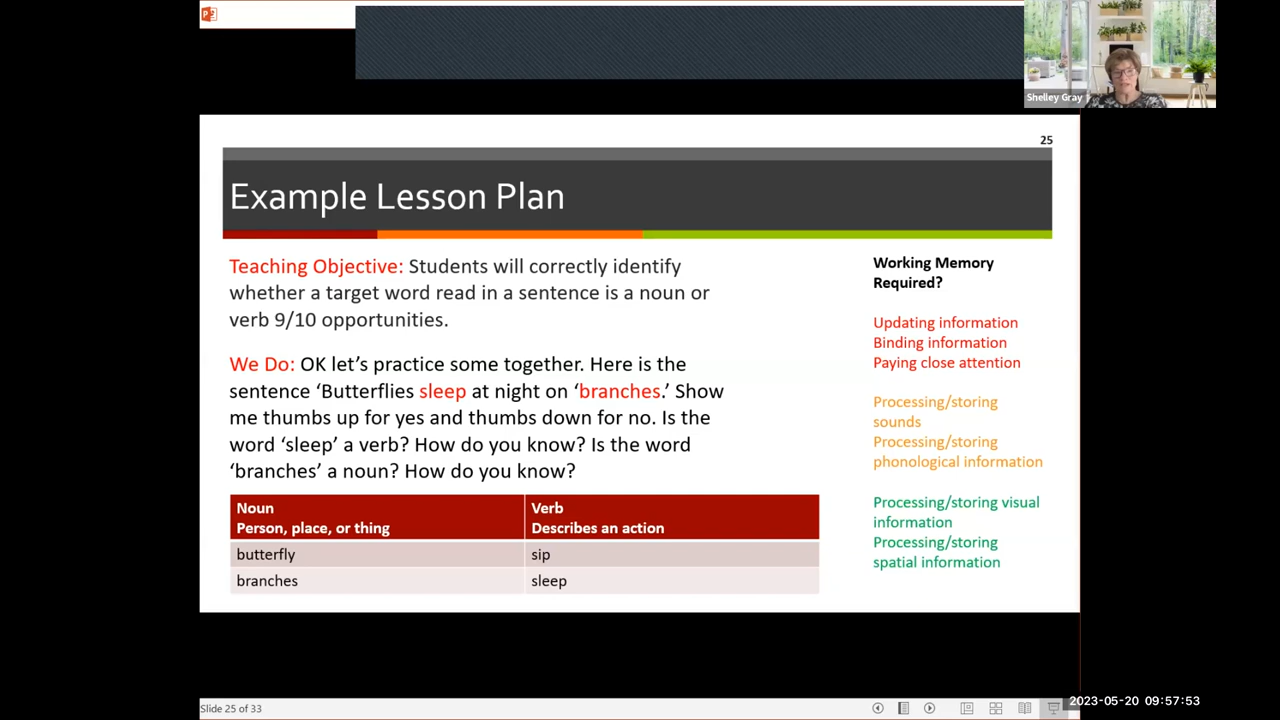 Shelley Gray
25
Example Lesson Plan
Teaching Objective: Students will correctly identify
whether a target word read in a sentence is a noun or
verb 9/10 opportunities.
We Do: OK let’s practice some together. Here is the
sentence ‘Butterflies sleep at night on ‘branches.’ Show
me thumbs up for yes and thumbs down for no. Is the
word ‘sleep’ a verb? How do you know? Is the word
‘branches’ a noun? How do you know?
Noun
Person, place, or thing
Verb
Describes an action
butterfly
sip
branches
sleep
Working Memory
Required?
Updating information
Binding information
Paying close attention
Processing/storing
sounds
Processing/storing
phonological information
Processing/storing visual
information
Processing/storing
spatial information
Slide 25 of 33
2023-05-20 09:57:53